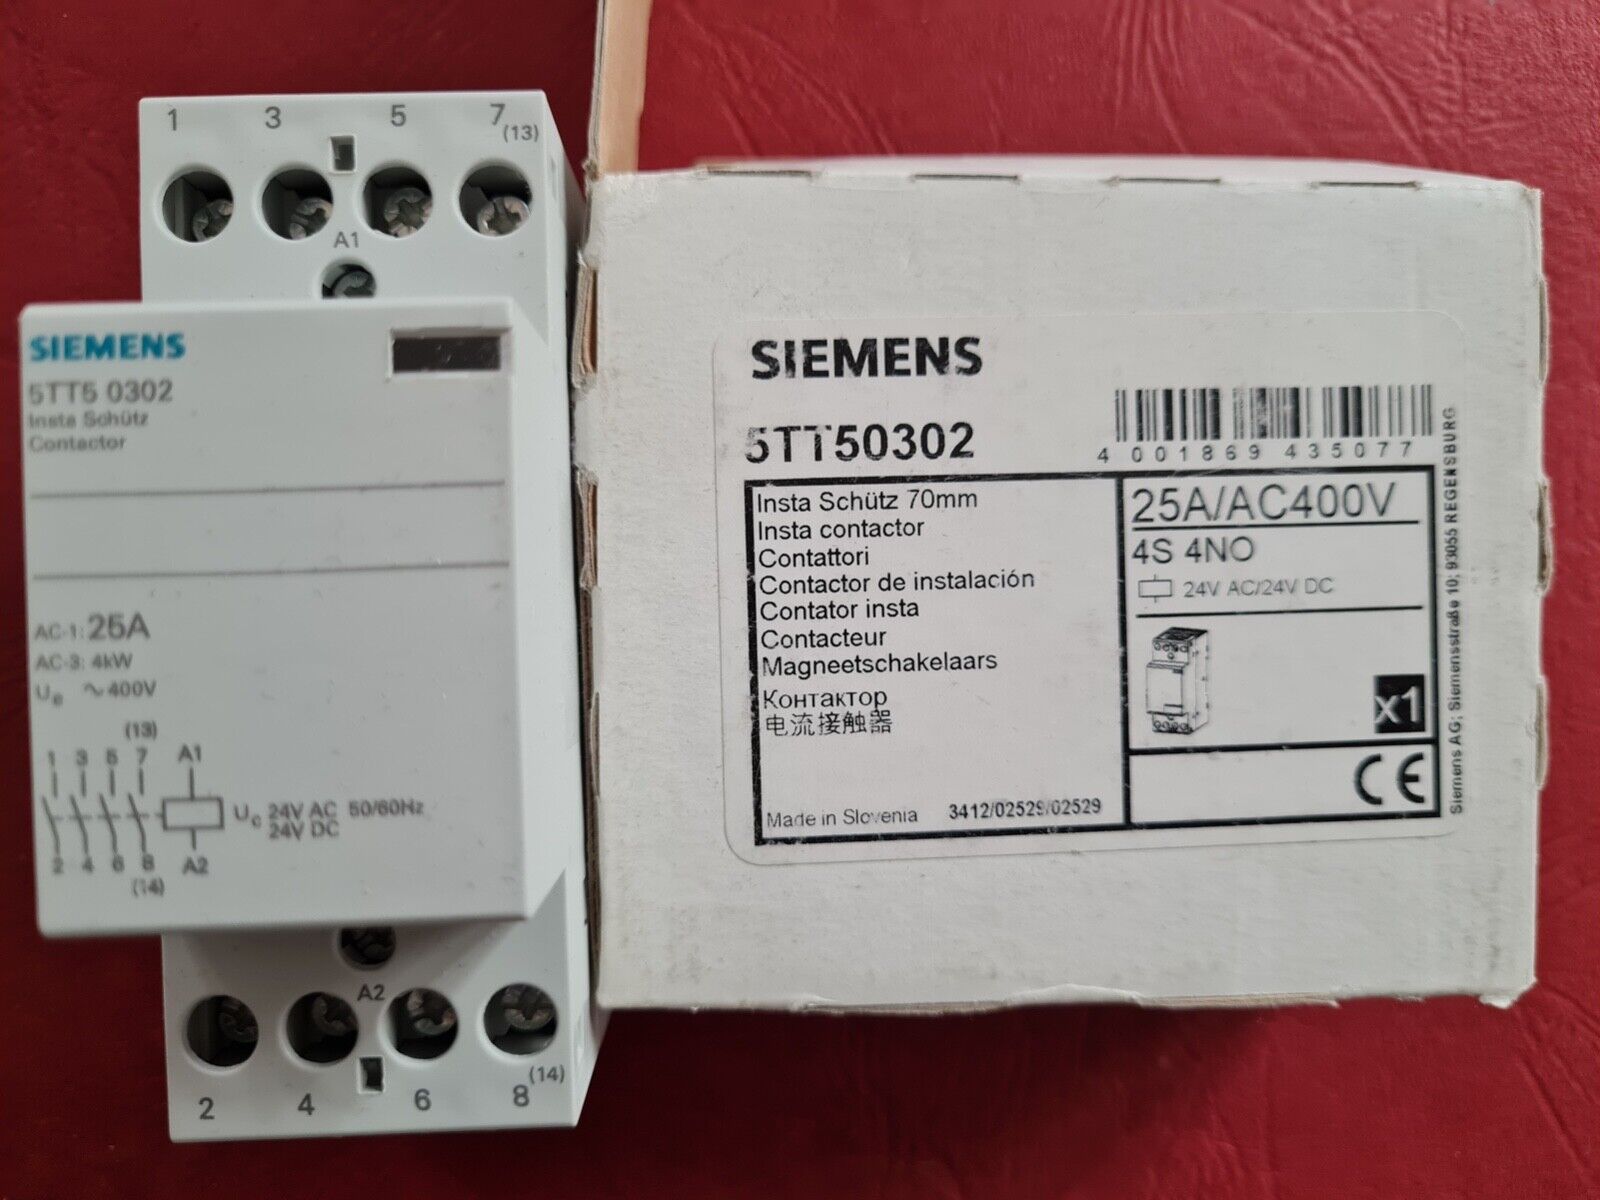 1 3 5 7 (13)
A1
SIEMENS
5TT5 0302
Insta Schütz
Contactor
AC-1: 25A
AC-3: 4kW
Ue ~400V
(13)
1 3 5 7 A1
Uc 24V AC 50/60Hz
24V DC
2 4 6 8 A2
(14)
A2
2 4 6 8 (14)
SIEMENS
5TT50302
4 001869 435077
Insta Schütz 70mm
Insta contactor
Contattori
Contactor de instalación
Contator insta
Contacteur
Magneetschakelaars
Контактор
电流接触器
Made in Slovenia 3412/02529/02529
25A/AC400V
4S 4NO
24V AC/24V DC
x1
CE
Siemens AG; Siemensstraße 10; 93055 REGENSBURG